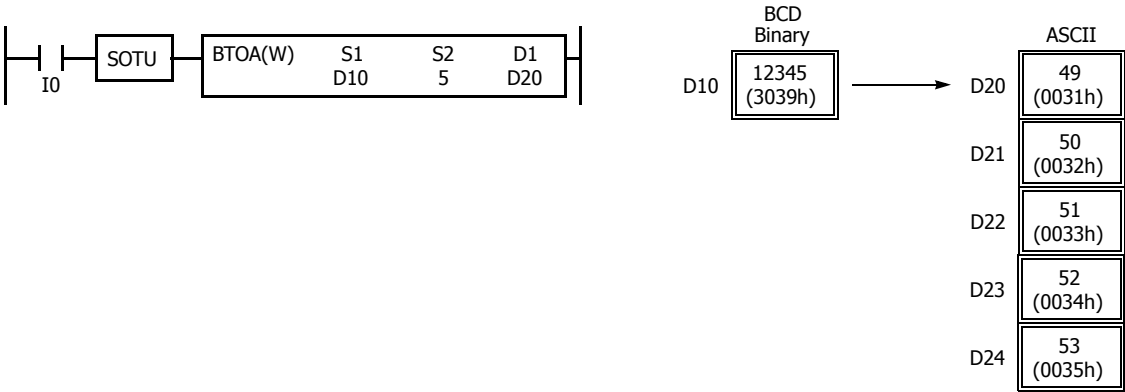 BCD
Binary
ASCII
SOTU BTOA(W) S1 S2 D1
I0 D10 5 D20
D10 12345
(3039h)
D20 49
(0031h)
D21 50
(0032h)
D22 51
(0033h)
D23 52
(0034h)
D24 53
(0035h)